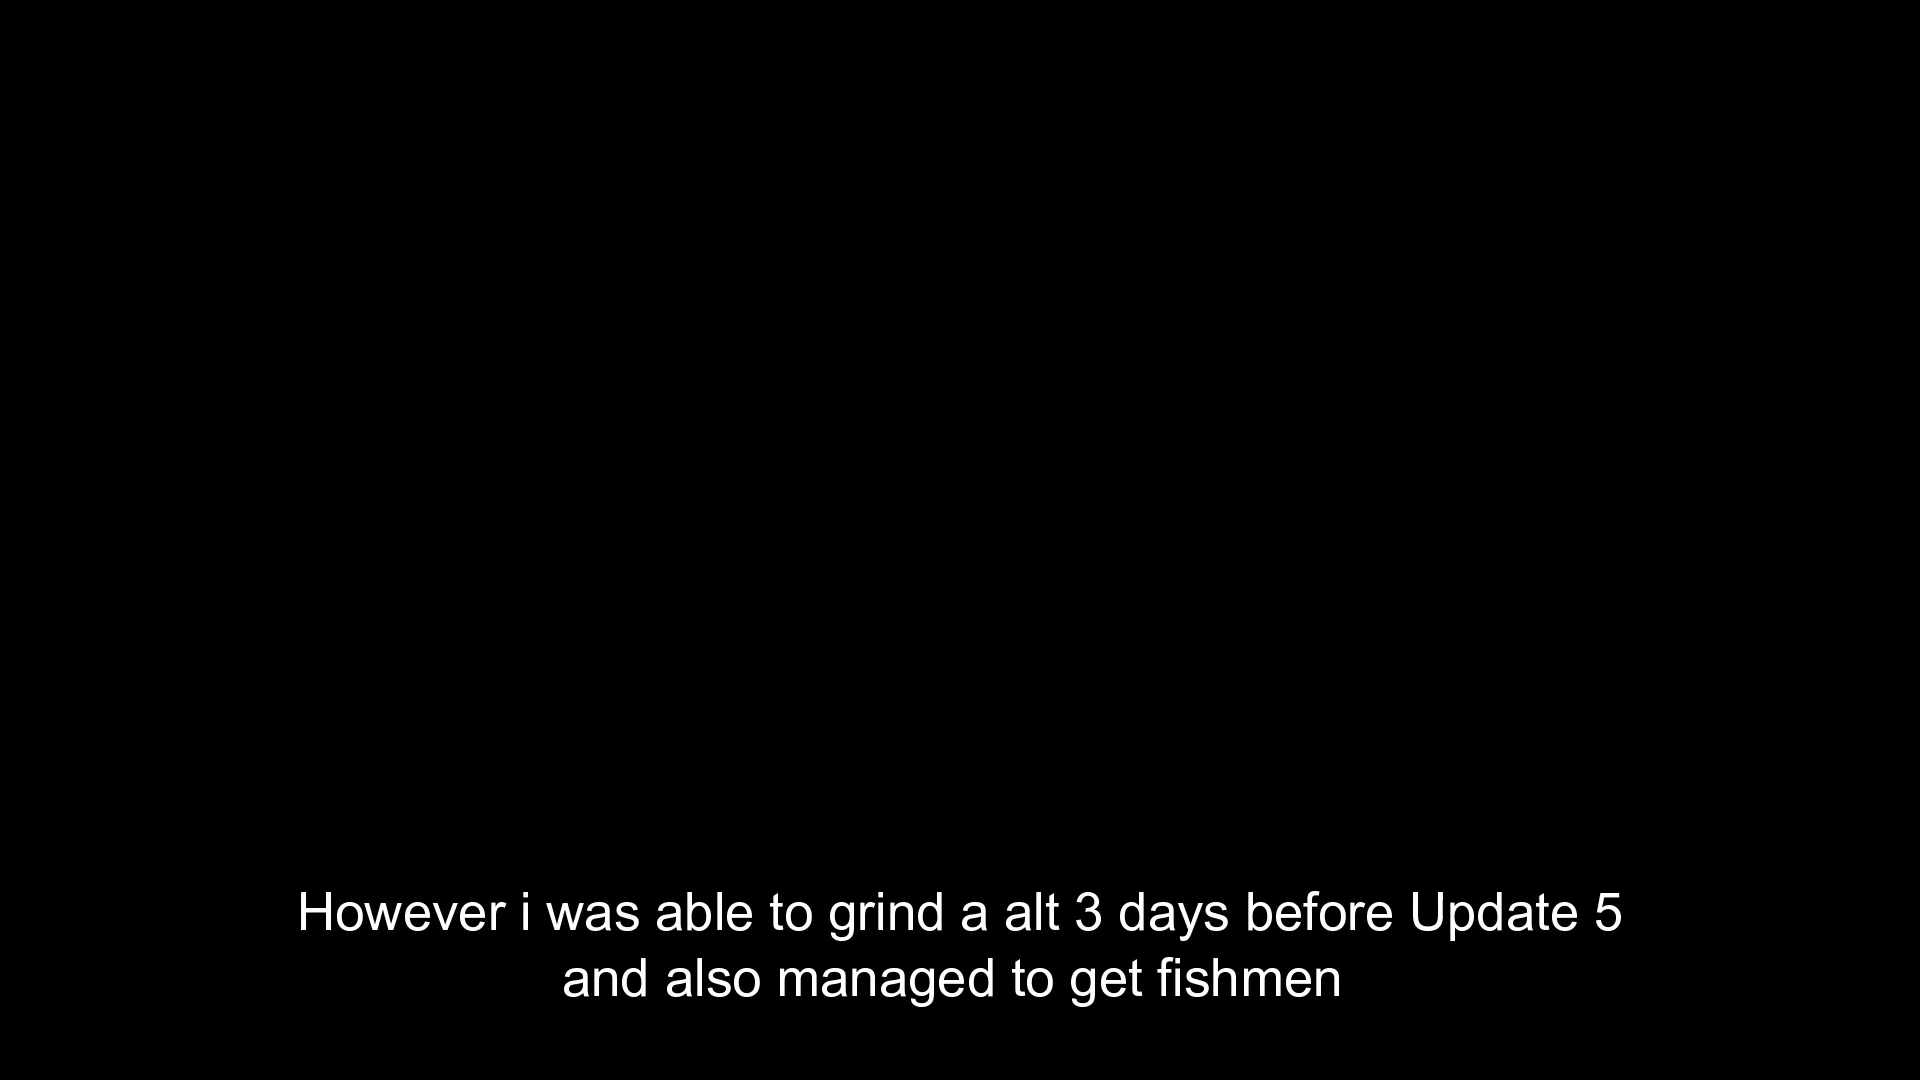 However i was able to grind a alt 3 days before Update 5
and also managed to get fishmen